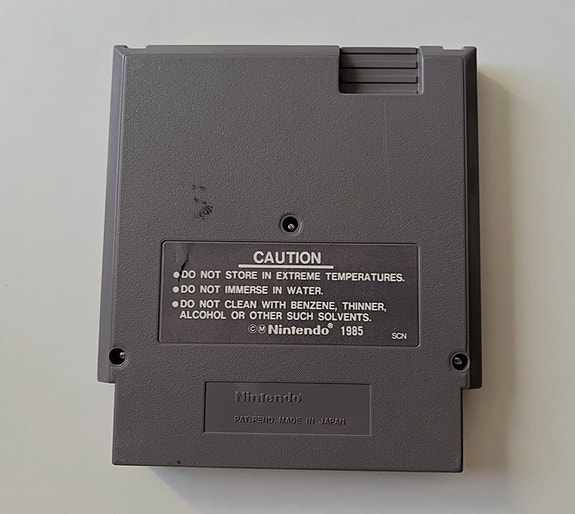 CAUTION
●DO NOT STORE IN EXTREME TEMPERATURES.
●DO NOT IMMERSE IN WATER.
●DO NOT CLEAN WITH BENZENE, THINNER,
ALCOHOL OR OTHER SUCH SOLVENTS.
©Ⓜ Nintendo® 1985 SCN
Nintendo
PAT. PEND. MADE IN JAPAN